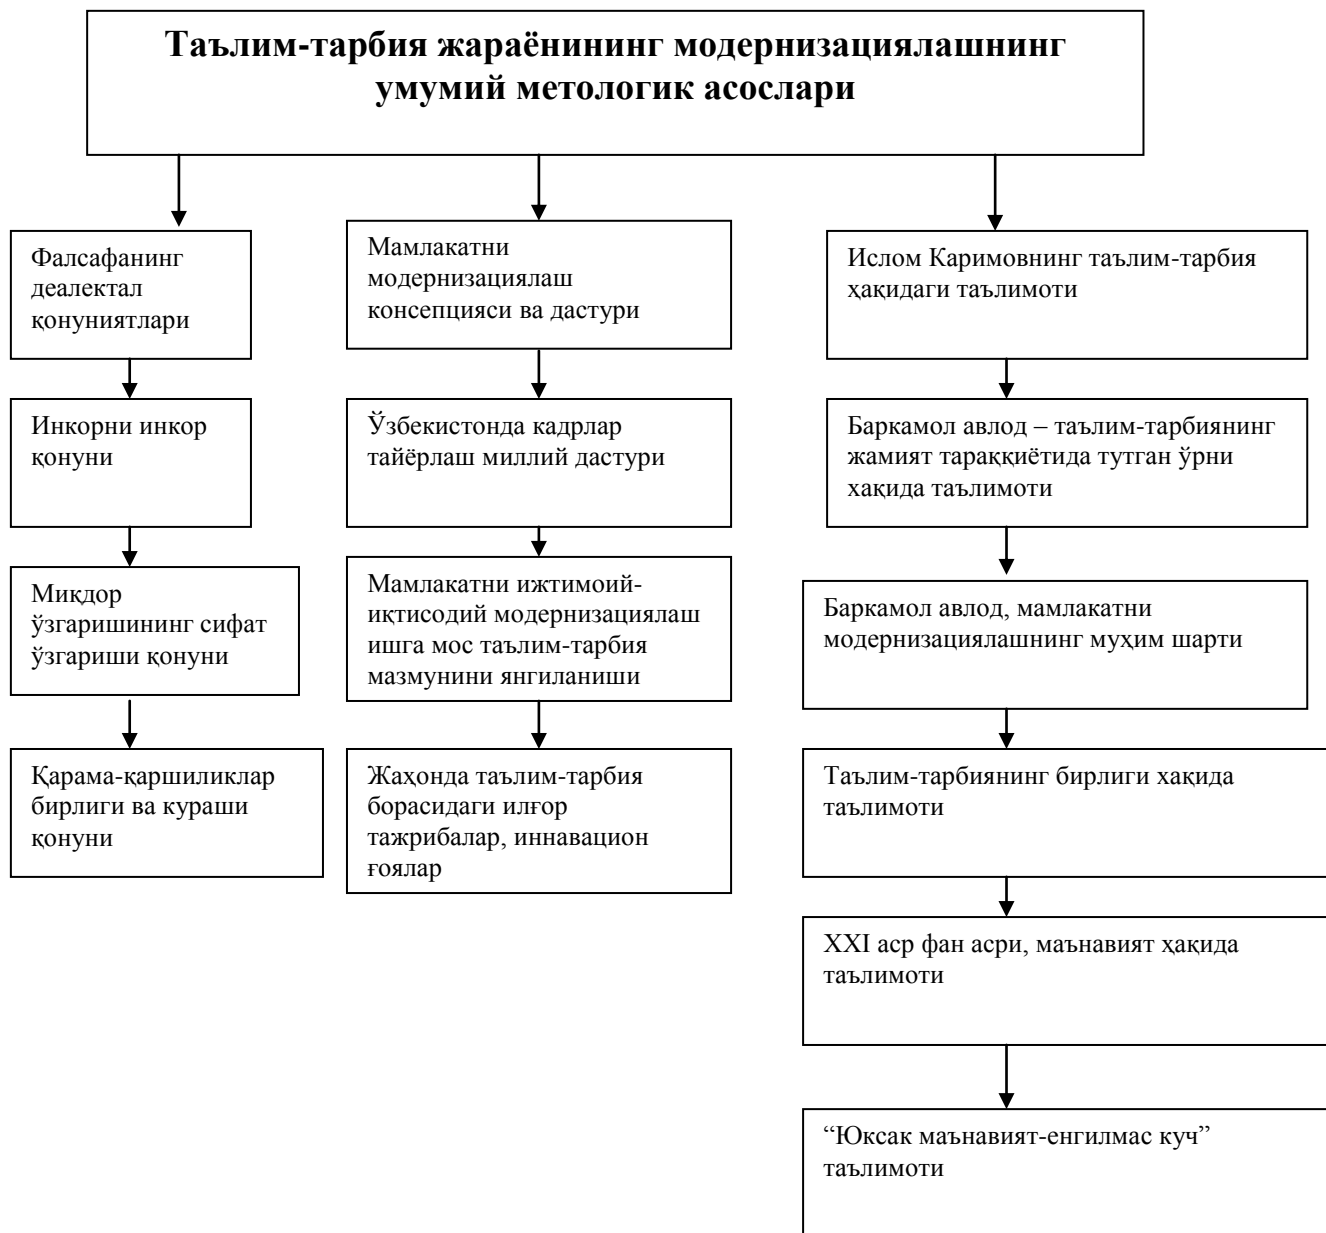 Таълим-тарбия жараёнининг модернизациялашнинг
умумий метологик асослари
Фалсафанинг
деалектал
қонуниятлари
Инкорни инкор
қонуни
Миқдор
ўзгаришининг сифат
ўзгариши қонуни
Қарама-қаршиликлар
бирлиги ва кураши
қонуни
Мамлакатни
модернизациялаш
консепцияси ва дастури
Ўзбекистонда кадрлар
тайёрлаш миллий дастури
Мамлакатни ижтимоий-
иқтисодий модернизациялаш
ишга мос таълим-тарбия
мазмунини янгиланиши
Жаҳонда таълим-тарбия
борасидаги илғор
тажрибалар, иннавацион
ғоялар
Ислом Каримовнинг таълим-тарбия
ҳақидаги таълимоти
Баркамол авлод – таълим-тарбиянинг
жамият тараққиётида тутган ўрни
хақида таълимоти
Баркамол авлод, мамлакатни
модернизациялашнинг муҳим шарти
Таълим-тарбиянинг бирлиги хақида
таълимоти
XXI аср фан асри, маънавият ҳақида
таълимоти
“Юксак маънавият-енгилмас куч”
таълимоти